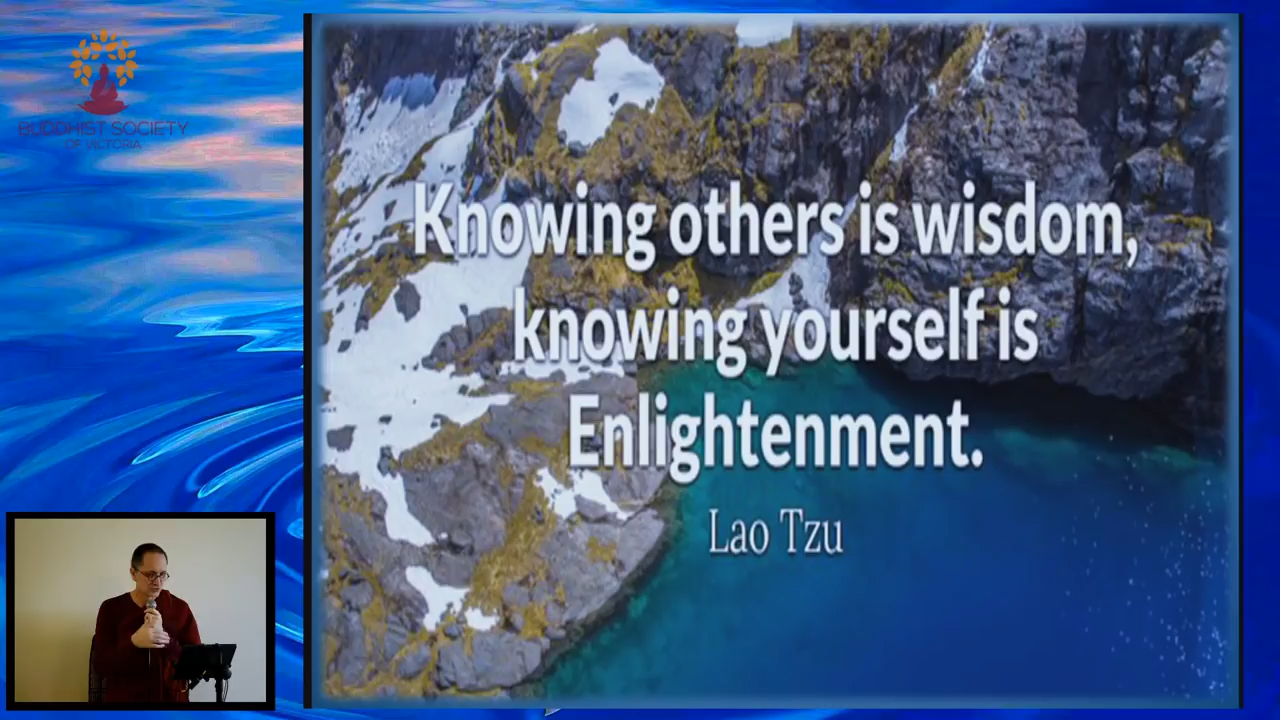 BUDDHIST SOCIETY
OF VICTORIA
Knowing others is wisdom,
knowing yourself is
Enlightenment.
Lao Tzu